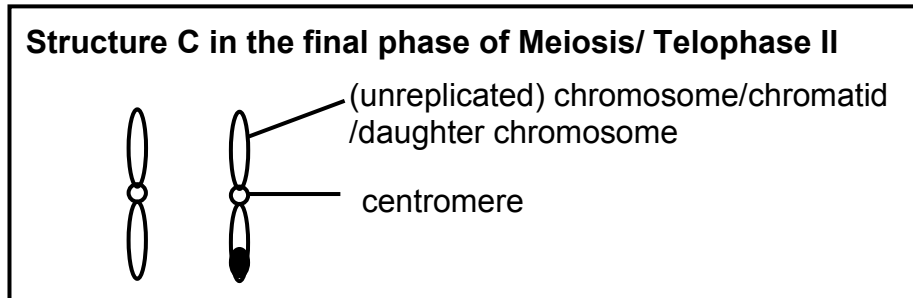 Structure C in the final phase of Meiosis/ Telophase II
(unreplicated) chromosome/chromatid
/daughter chromosome
centromere